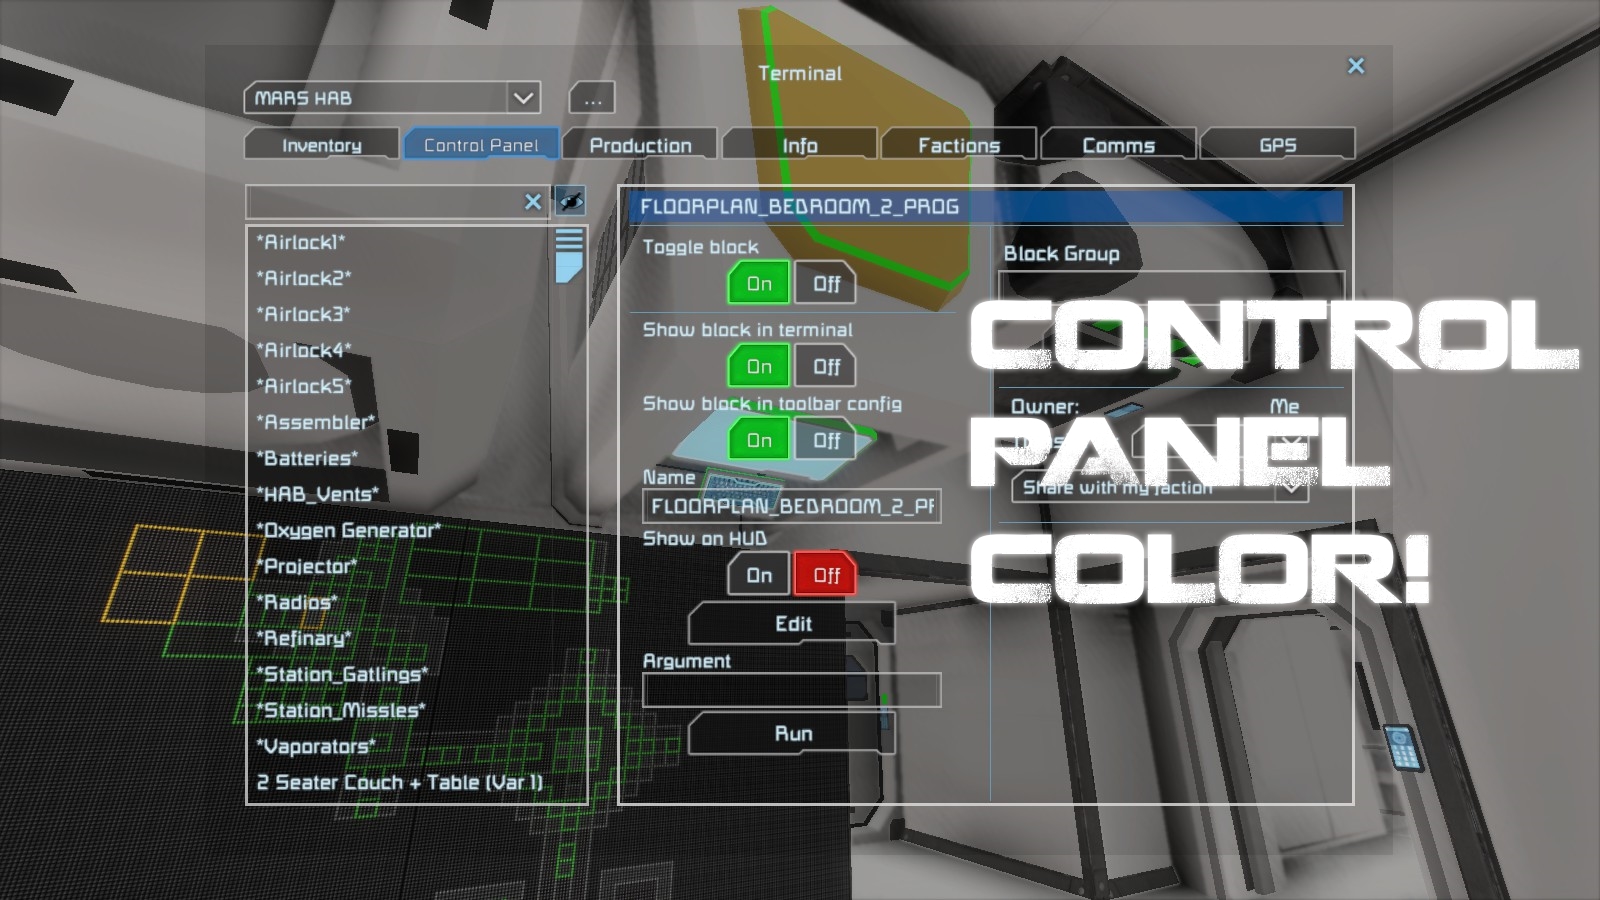 Terminal
MARS HAB
...
Inventory
Control Panel
Production
Info
Factions
Comms
GPS
*Airlock1*
*Airlock2*
*Airlock3*
*Airlock4*
*Airlock5*
*Assembler*
*Batteries*
*HAB_Vents*
*Oxygen Generator*
*Projector*
*Radios*
*Refinary*
*Station_Gatlings*
*Station_Missles*
*Vaporators*
2 Seater Couch + Table (Var 1)
FLOORPLAN_BEDROOM_2_PROG
Toggle block
On Off
Show block in terminal
On Off
Show block in toolbar config
On Off
Name
FLOORPLAN_BEDROOM_2_PR
Show on HUD
On Off
Edit
Argument
Run
Block Group
Owner: Me
Share with my faction
CONTROL
PANEL
COLOR!